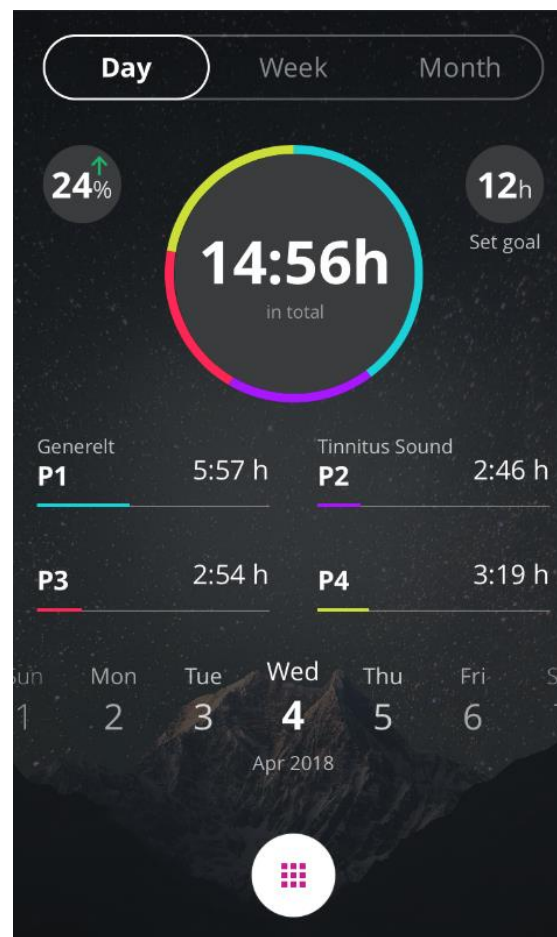 Day Week Month
24%
14:56h
in total
12h
Set goal
Generelt
P1 5:57 h
Tinnitus Sound
P2 2:46 h
P3 2:54 h
P4 3:19 h
Mon Tue Wed Thu Fri
1 2 3 4 5 6
Apr 2018